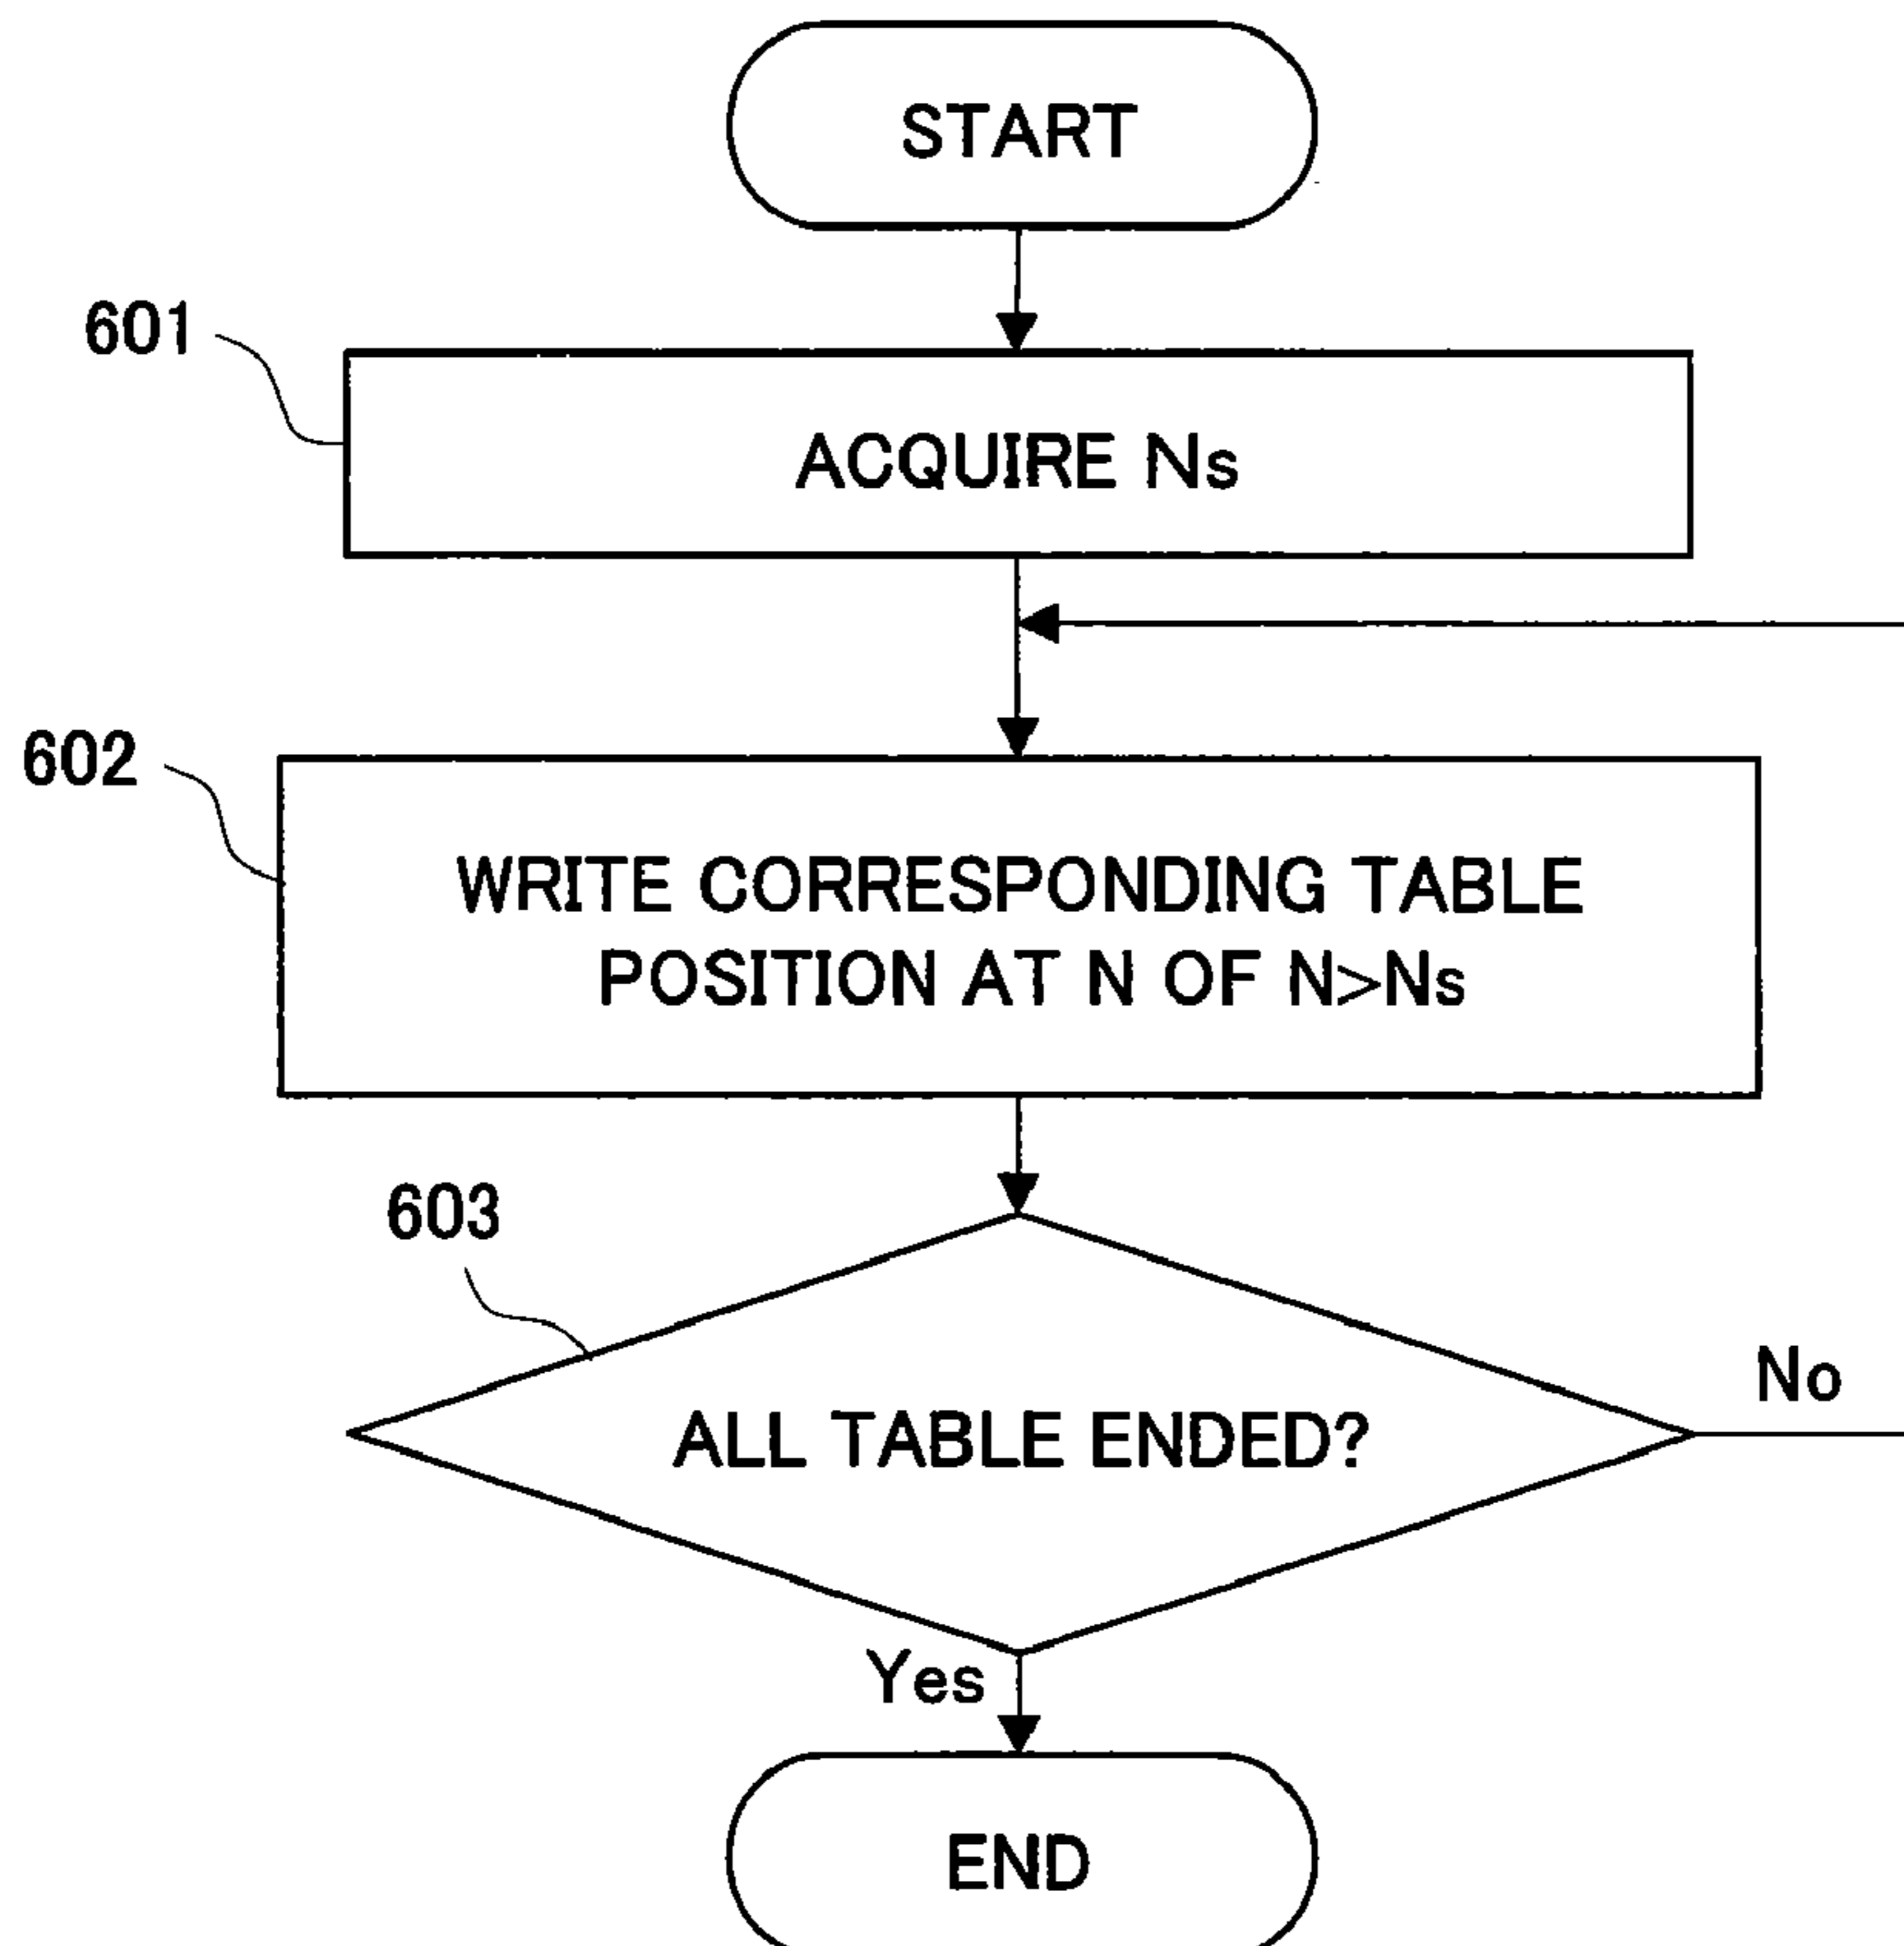 START
601
ACQUIRE Ns
602
WRITE CORRESPONDING TABLE
POSITION AT N OF N>Ns
603
ALL TABLE ENDED?
No
Yes
END